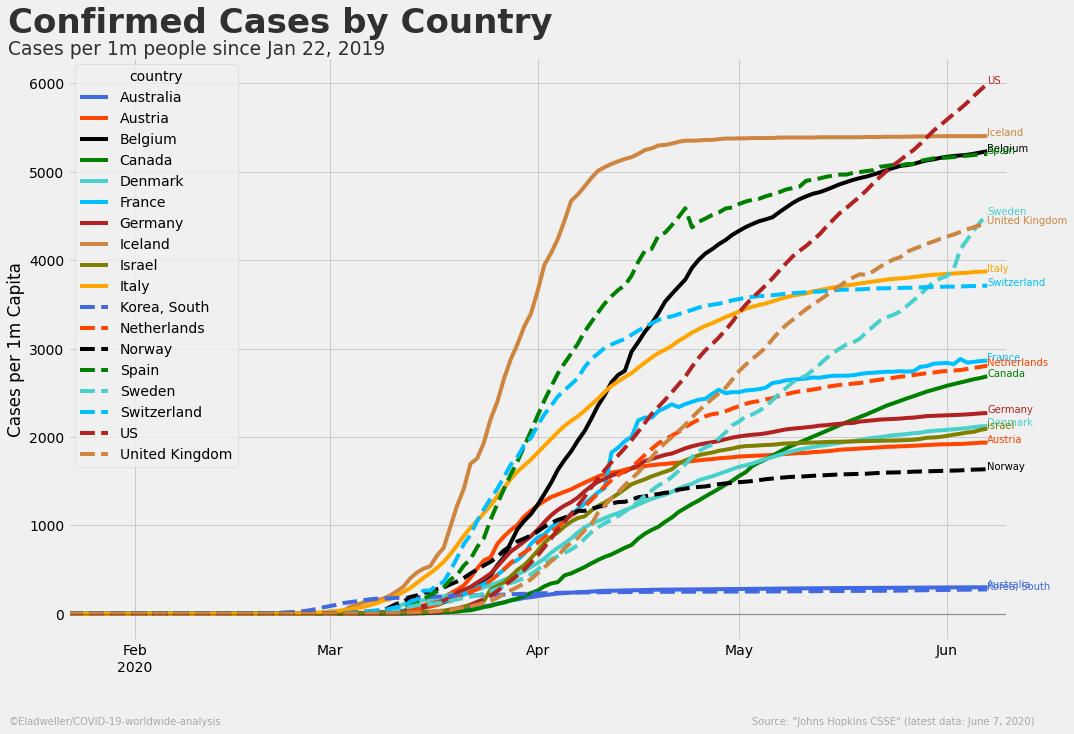 Confirmed Cases by Country
Cases per 1m people since Jan 22, 2019
country
Australia
Austria
Belgium
Canada
Denmark
France
Germany
Iceland
Israel
Italy
Korea, South
Netherlands
Norway
Spain
Sweden
Switzerland
US
United Kingdom
Cases per 1m Capita
6000
5000
4000
3000
2000
1000
0
US
Iceland
Belgium
Spain
Sweden
United Kingdom
Italy
Switzerland
France
Netherlands
Canada
Germany
Denmark
Israel
Austria
Norway
Australia
Korea, South
Feb
2020
Mar
Apr
May
Jun
©Eladweller/COVID-19-worldwide-analysis
Source: "Johns Hopkins CSSE" (latest data: June 7, 2020)